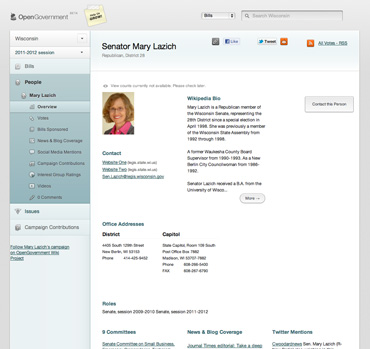 OpenGovernment BETA
Bills
Search Wisconsin
Wisconsin
2011-2012 session
Bills
People
Mary Lazich
Overview
Votes
Bills Sponsored
News & Blog Coverage
Social Media Mentions
Campaign Contributions
Interest Group Ratings
Videos
0 Comments
Issues
Campaign Contributions
Follow Mary Lazich's campaign
on OpenGovernment Wiki
Project
Senator Mary Lazich
Republican, District 28
Like
Tweet
All Votes - RSS
View counts currently not available. Please check later.
Contact this Person
Wikipedia Bio
Mary Lazich is a Republican member of
the Wisconsin Senate, representing the
28th District since a special election in
April 1998. She was previously a member
of the Wisconsin State Assembly from
1992 through 1998.
A former Waukesha County Board
Supervisor from 1990-1993. As a New
Berlin City Councilwoman from 1986-
1992.
Senator Lazich received a B.A. from the
University of Wisco...
More →
Contact
Website One (legis.state.wi.us)
Website Two (legis.state.wi.us)
Sen.Lazich@legis.wisconsin.gov
Office Addresses
District
4405 South 129th Street
New Berlin, WI 53151
Phone 414-425-9452
Capitol
State Capitol, Room 109 South
Post Office Box 7882
Madison, WI 53707-7882
Phone 608-266-5400
FAX
Roles
Senate, session 2009-2010 Senate, session 2011-2012
9 Committees
Senate Committee on Small Business,
News & Blog Coverage
Journal Times editorial: Take a deep
Twitter Mentions
Sen. Mary Lazich (R-